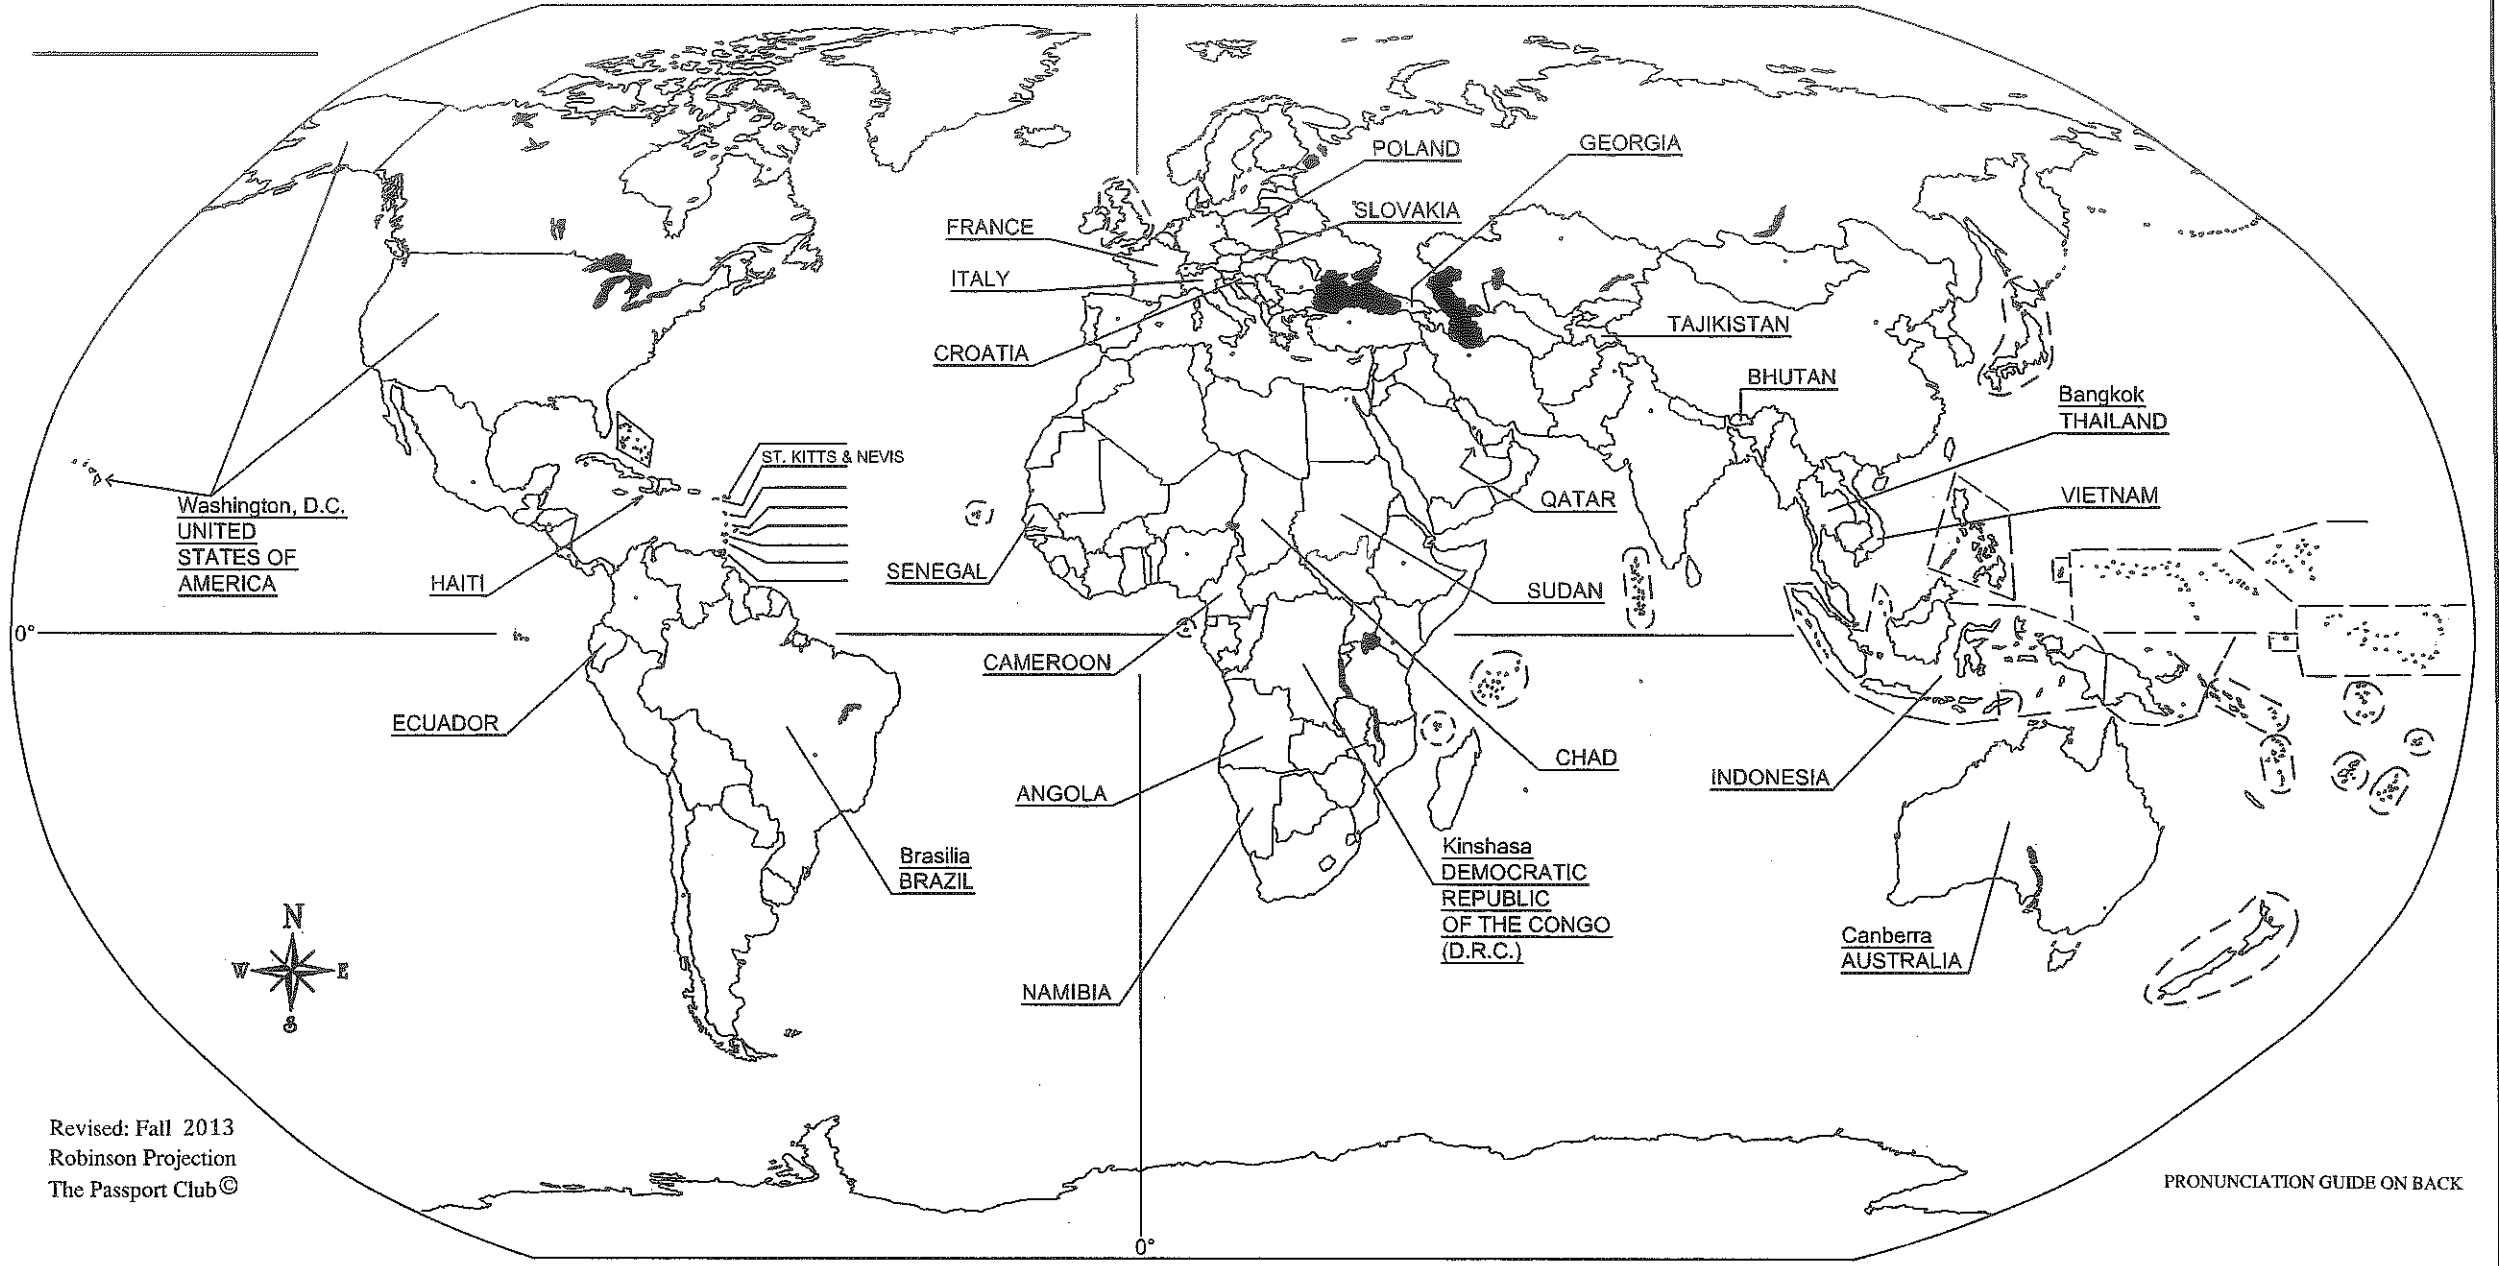 GEORGIA
POLAND
SLOVAKIA
FRANCE
ITALY
TAJIKISTAN
CROATIA
BHUTAN
Bangkok
THAILAND
ST. KITTS & NEVIS
Washington, D.C.
UNITED
STATES OF
AMERICA
QATAR
VIETNAM
HAITI
SENEGAL
SUDAN
0°
CAMEROON
ECUADOR
CHAD
INDONESIA
ANGOLA
Brasilia
BRAZIL
Kinshasa
DEMOCRATIC
REPUBLIC
OF THE CONGO
(D.R.C.)
Canberra
AUSTRALIA
N
W E
S
NAMIBIA
Revised: Fall 2013
Robinson Projection
The Passport Club©
PRONUNCIATION GUIDE ON BACK
0°